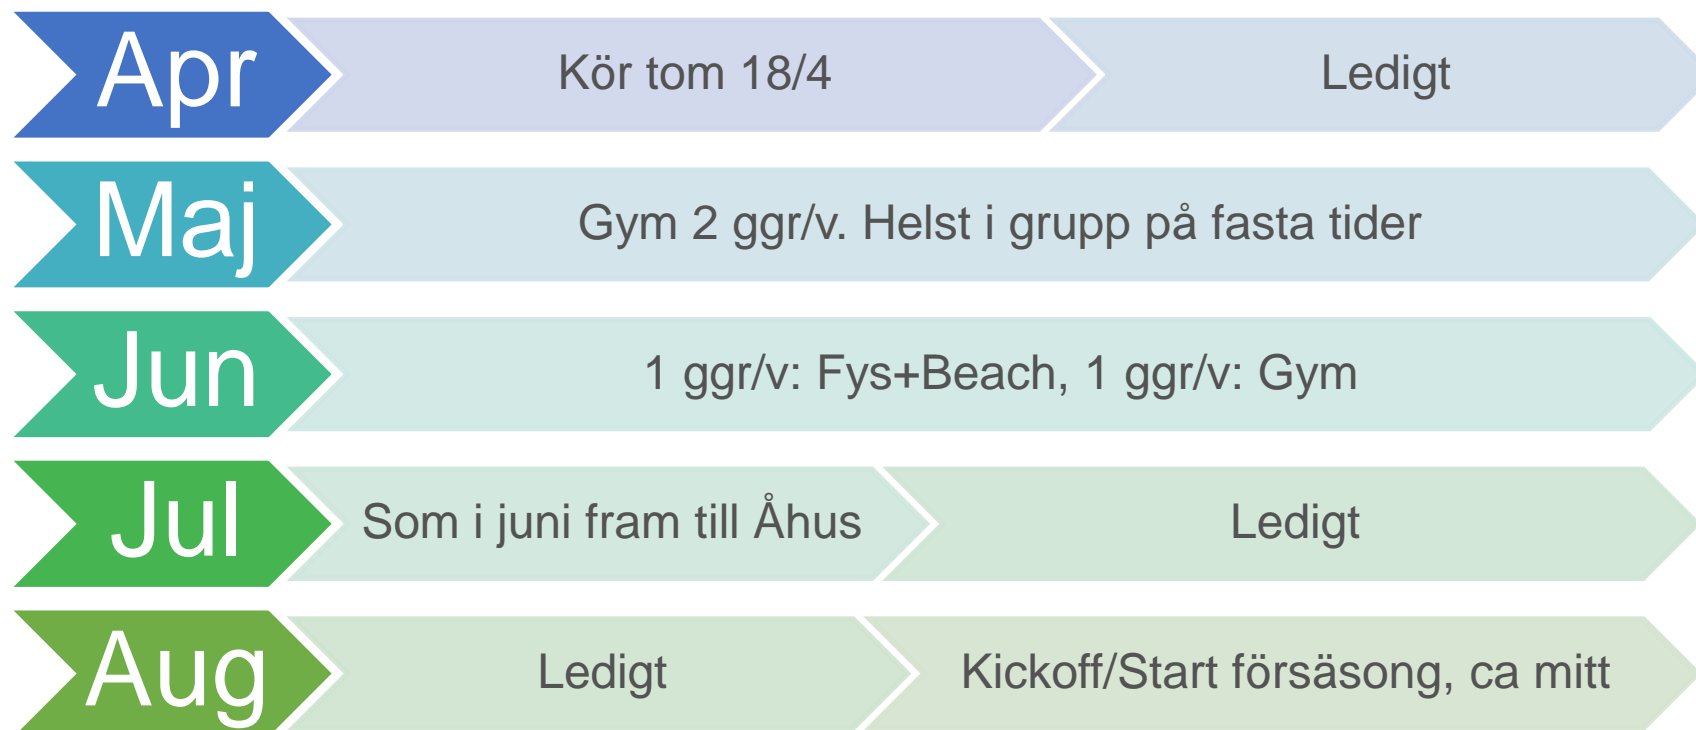 Apr
Kör tom 18/4
Ledigt
Maj
Gym 2 ggr/v. Helst i grupp på fasta tider
Jun
1 ggr/v: Fys+Beach, 1 ggr/v: Gym
Jul
Som i juni fram till Åhus
Ledigt
Aug
Ledigt
Kickoff/Start försäsong, ca mitt